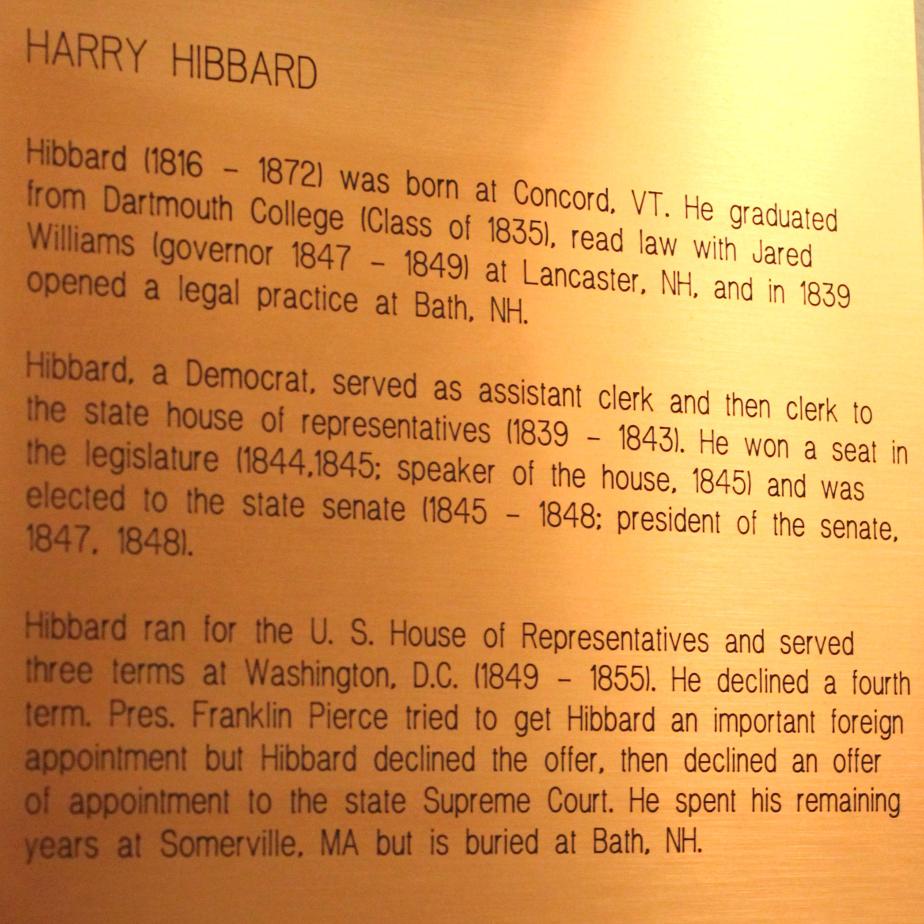 HARRY HIBBARD
Hibbard (1816 - 1872) was born at Concord, VT. He graduated
from Dartmouth College (Class of 1835), read law with Jared
Williams (governor 1847 - 1849) at Lancaster, NH, and in 1839
opened a legal practice at Bath, NH.
Hibbard, a Democrat, served as assistant clerk and then clerk to
the state house of representatives (1839 - 1843). He won a seat in
the legislature (1844,1845; speaker of the house, 1845) and was
elected to the state senate (1845 - 1848; president of the senate,
1847, 1848).
Hibbard ran for the U. S. House of Representatives and served
three terms at Washington, D.C. (1849 - 1855). He declined a fourth
term. Pres. Franklin Pierce tried to get Hibbard an important foreign
appointment but Hibbard declined the offer, then declined an offer
of appointment to the state Supreme Court. He spent his remaining
years at Somerville, MA but is buried at Bath, NH.